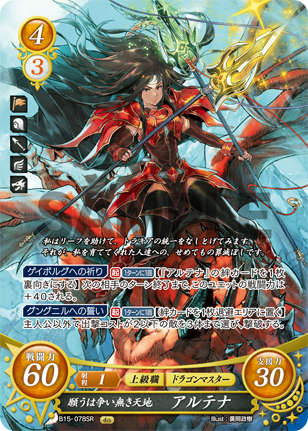 4
3
私はリーフを助けて、トラキアの統一をなしとげてみます。
それが…私を育ててくれた人達への、せめてもの罪滅ぼしです。
ゲイボルグへの祈り 起 【1ターン1回】【「アルテナ」の絆カードを1枚
裏向きにする】次の相手のターン終了まで、このユニットの戦闘力は
+40される。
グングニルへの誓い 起 【1ターン1回】【絆カードを1枚退避エリアに置く】
主人公以外で出撃コストが2以下の敵を3体まで選び、撃破する。
戦闘力
60
射程 1
上級職
ドラゴンマスター
支援力
30
願うは争い無き天地 アルテナ
B15-078SR
Illust: